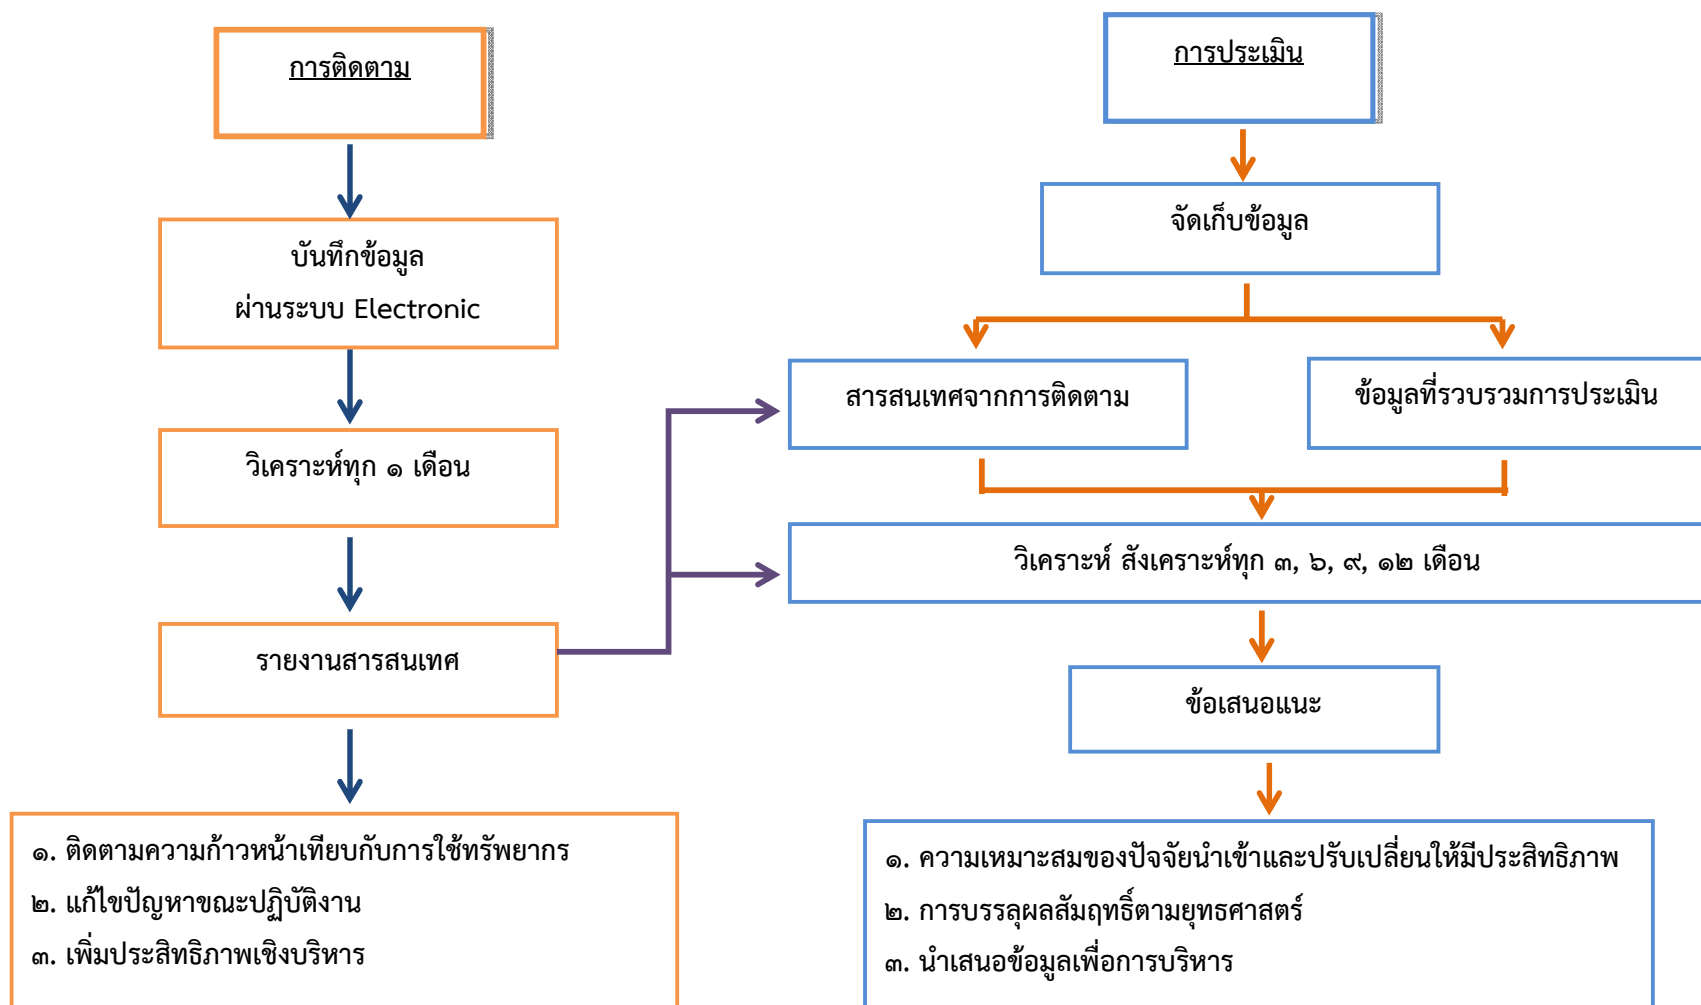 การติดตาม
บันทึกข้อมูล
ผ่านระบบ Electronic
วิเคราะห์ทุก ๑ เดือน
รายงานสารสนเทศ
๑. ติดตามความก้าวหน้าเทียบกับการใช้ทรัพยากร
๒. แก้ไขปัญหาขณะปฏิบัติงาน
๓. เพิ่มประสิทธิภาพเชิงบริหาร
การประเมิน
จัดเก็บข้อมูล
สารสนเทศจากการติดตาม
ข้อมูลที่รวบรวมการประเมิน
วิเคราะห์ สังเคราะห์ทุก ๓, ๖, ๙, ๑๒ เดือน
ข้อเสนอแนะ
๑. ความเหมาะสมของปัจจัยนำเข้าและปรับเปลี่ยนให้มีประสิทธิภาพ
๒. การบรรลุผลสัมฤทธิ์ตามยุทธศาสตร์
๓. นำเสนอข้อมูลเพื่อการบริหาร